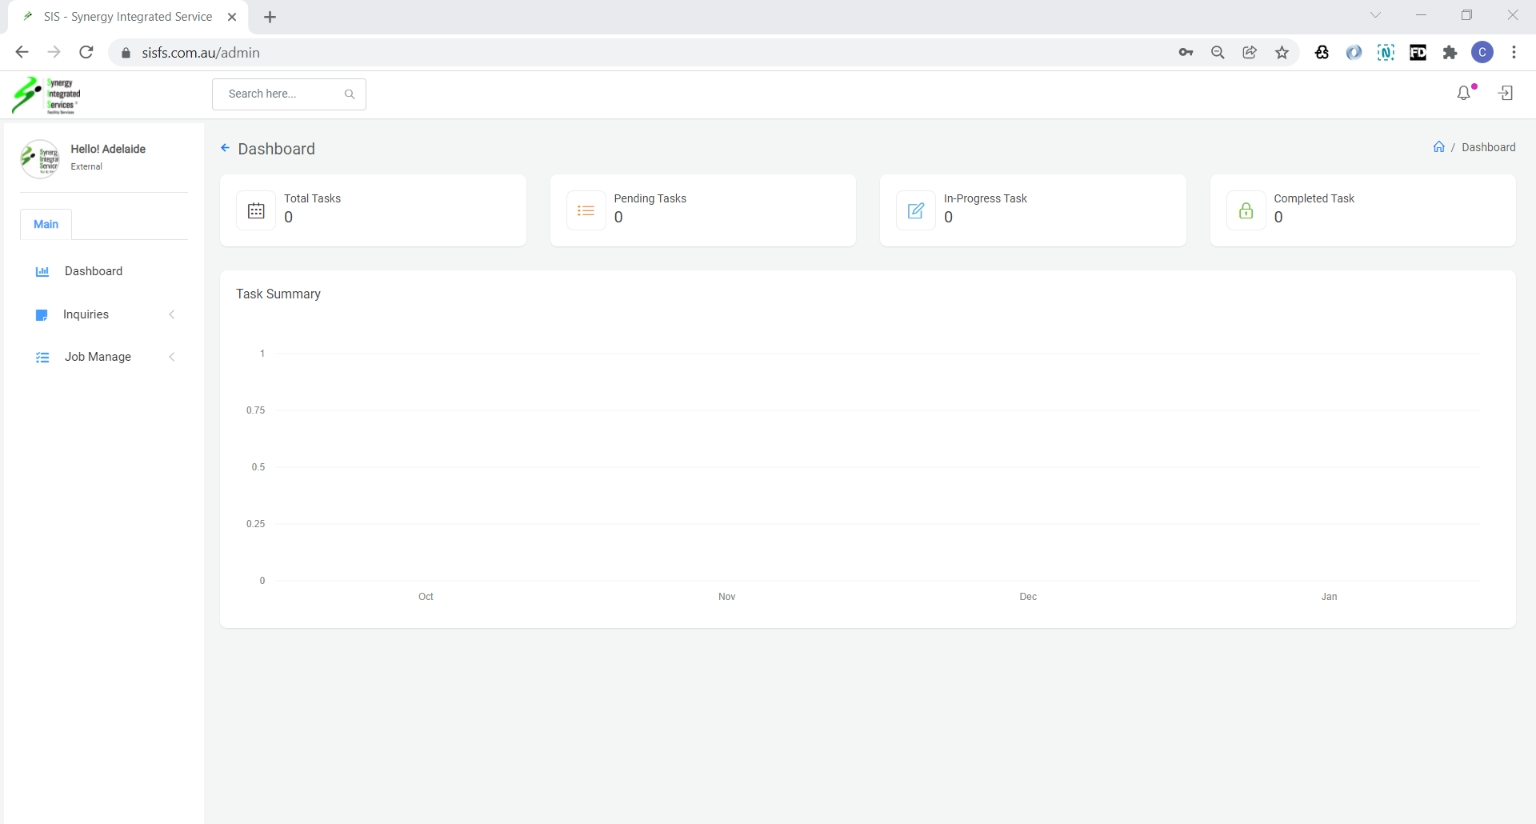 SIS - Synergy Integrated Service
sisfs.com.au/admin
FD
C
Synergy
Integrated
Services
Search here...
Hello! Adelaide
External
Main
Dashboard
Inquiries
Job Manage
Dashboard
/ Dashboard
Total Tasks
0
Pending Tasks
0
In-Progress Task
0
Completed Task
0
Task Summary
1
0.75
0.5
0.25
0
Oct Nov Dec Jan